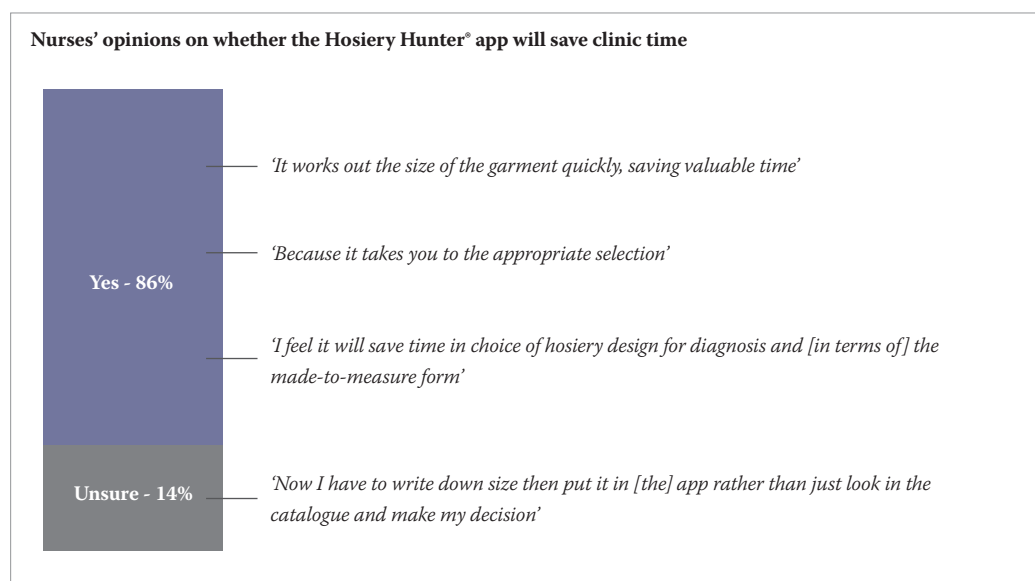 Nurses’ opinions on whether the Hosiery Hunter® app will save clinic time
‘It works out the size of the garment quickly, saving valuable time’
‘Because it takes you to the appropriate selection’
Yes - 86%
‘I feel it will save time in choice of hosiery design for diagnosis and [in terms of] the
made-to-measure form’
Unsure - 14%
‘Now I have to write down size then put it in [the] app rather than just look in the
catalogue and make my decision’